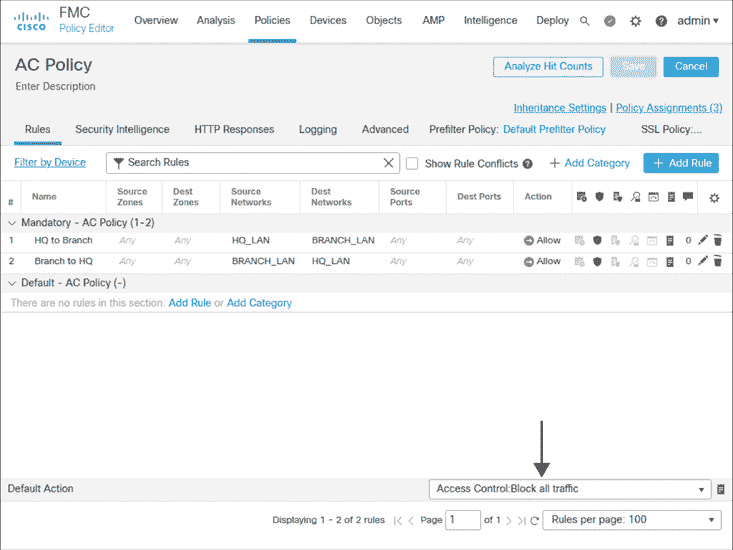 FMC
CISCO Policy Editor Overview Analysis Policies Devices Objects AMP Intelligence Deploy admin
AC Policy
Analyze Hit Counts Save Cancel
Enter Description
Inheritance Settings | Policy Assignments (3)
Rules Security Intelligence HTTP Responses Logging Advanced Prefilter Policy: Default Prefilter Policy SSL Policy:...
Filter by Device Search Rules Show Rule Conflicts + Add Category + Add Rule
# Name Source Zones Dest Zones Source Networks Dest Networks Source Ports Dest Ports Action
Mandatory - AC Policy (1-2)
1 HQ to Branch Any Any HQ_LAN BRANCH_LAN Any Any Allow 0
2 Branch to HQ Any Any BRANCH_LAN HQ_LAN Any Any Allow 0
Default - AC Policy (-)
There are no rules in this section. Add Rule or Add Category
Default Action Access Control:Block all traffic
Displaying 1 - 2 of 2 rules Page 1 of 1 Rules per page: 100